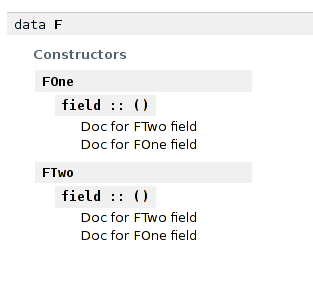 data F
Constructors
FOne
field :: ()
Doc for FTwo field
Doc for FOne field
FTwo
field :: ()
Doc for FTwo field
Doc for FOne field